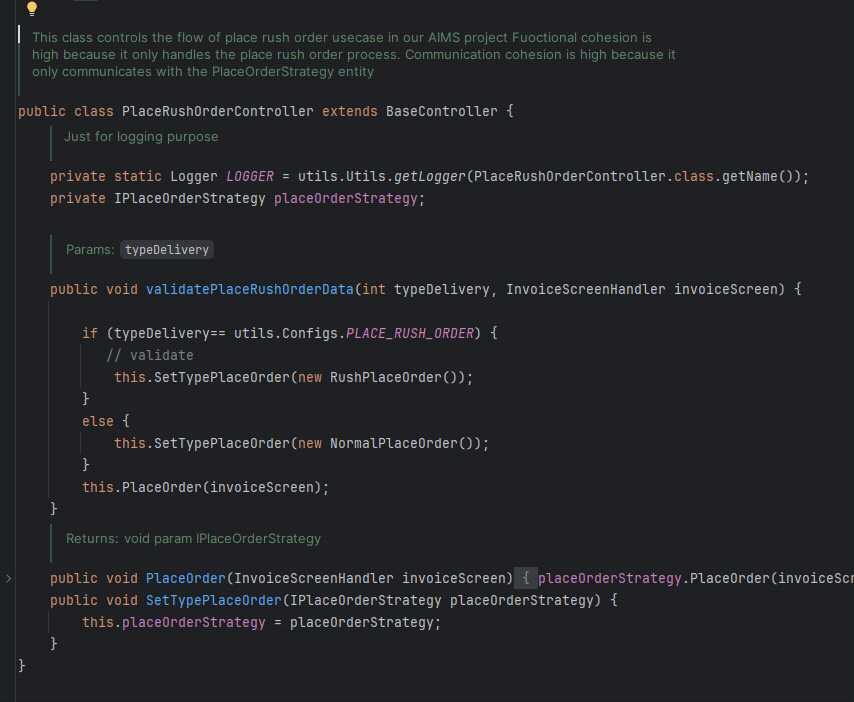 This class controls the flow of place rush order usecase in our AIMS project Fuoctional cohesion is
high because it only handles the place rush order process. Communication cohesion is high because it
only communicates with the PlaceOrderStrategy entity
public class PlaceRushOrderController extends BaseController {
Just for logging purpose
private static Logger LOGGER = utils.Utils.getLogger(PlaceRushOrderController.class.getName());
private IPlaceOrderStrategy placeOrderStrategy;
Params: typeDelivery
public void validatePlaceRushOrderData(int typeDelivery, InvoiceScreenHandler invoiceScreen) {
if (typeDelivery== utils.Configs.PLACE_RUSH_ORDER) {
// validate
this.SetTypePlaceOrder(new RushPlaceOrder());
}
else {
this.SetTypePlaceOrder(new NormalPlaceOrder());
}
this.PlaceOrder(invoiceScreen);
}
Returns: void param IPlaceOrderStrategy
public void PlaceOrder(InvoiceScreenHandler invoiceScreen) { placeOrderStrategy.PlaceOrder(invoiceScr
public void SetTypePlaceOrder(IPlaceOrderStrategy placeOrderStrategy) {
this.placeOrderStrategy = placeOrderStrategy;
}
}